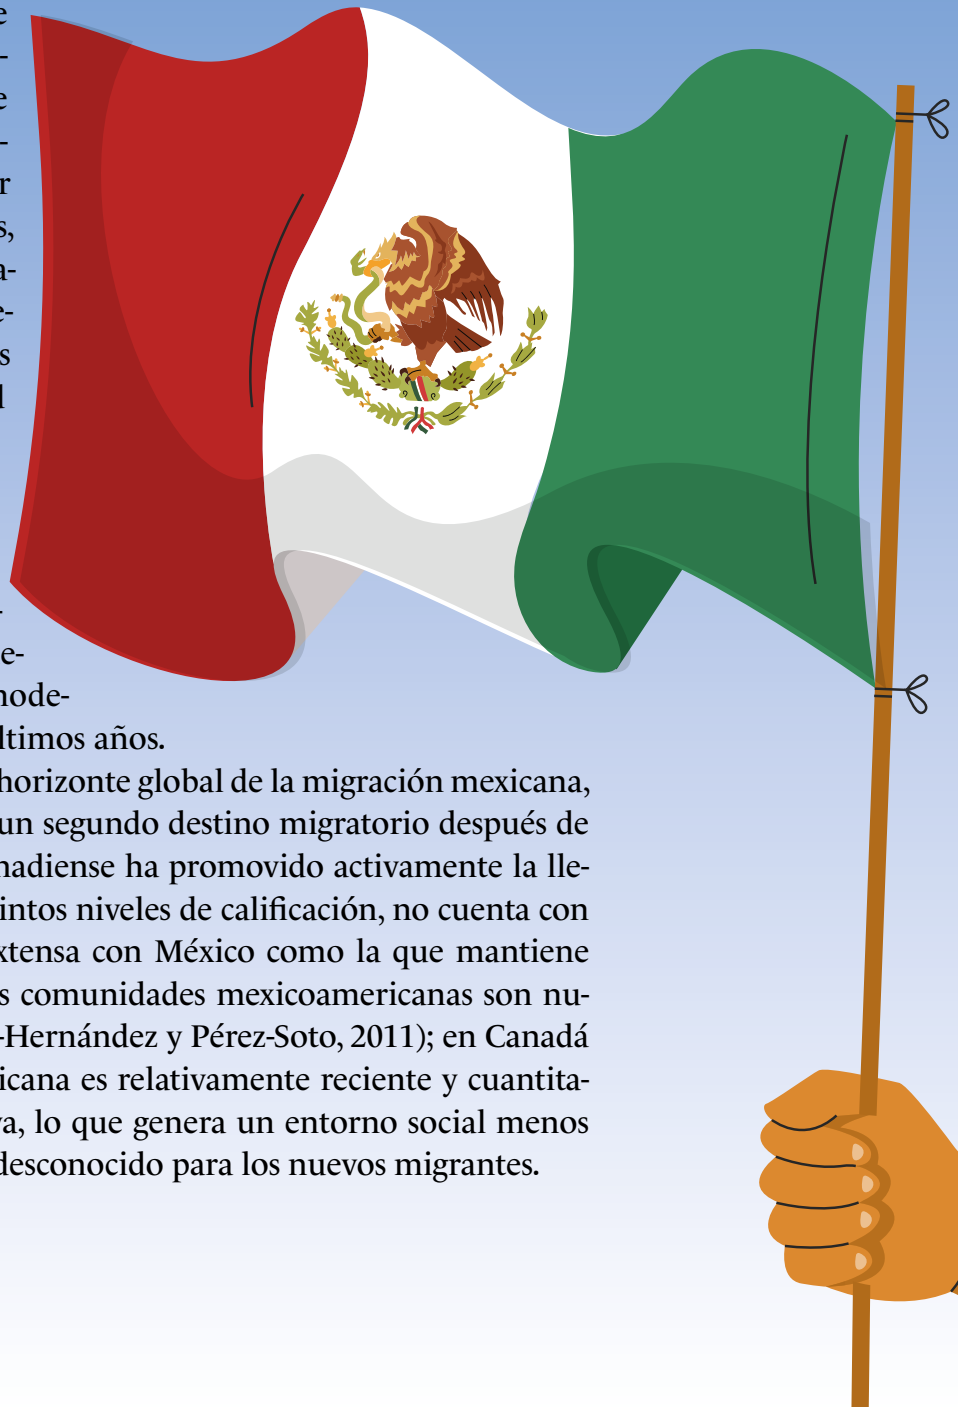 e
-
e
-
r
s,
a-
e-
s
l
-
e-
node-
ltimos años.
horizonte global de la migración mexicana,
un segundo destino migratorio después de
nadiense ha promovido activamente la lle-
intos niveles de calificación, no cuenta con
xtensa con México como la que mantiene
s comunidades mexicoamericanas son nu-
-Hernández y Pérez-Soto, 2011); en Canadá
icana es relativamente reciente y cuantita-
va, lo que genera un entorno social menos
desconocido para los nuevos migrantes.